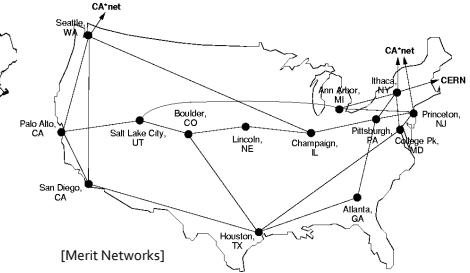 CA*net
Seattle,
WA
CA*net
Ithaca,
NY
CERN
Ann Arbor,
MI
Boulder,
CO
Princeton,
NJ
Palo Alto,
CA
Salt Lake City,
UT
Lincoln,
NE
Champaign,
IL
Pittsburgh,
PA
College Pk,
MD
San Diego,
CA
Atlanta,
GA
Houston,
TX
[Merit Networks]